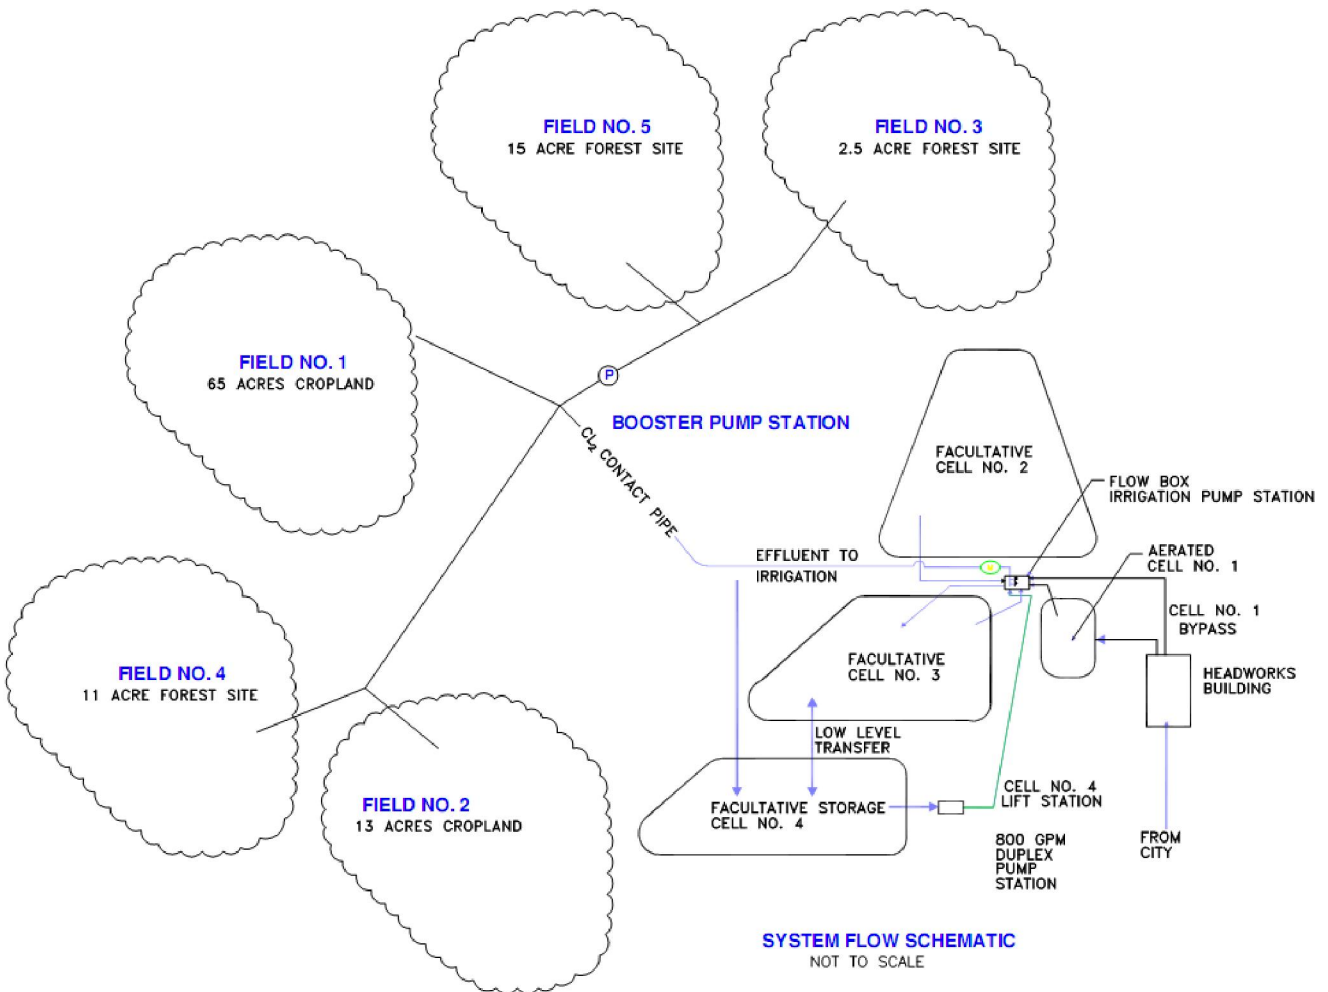 FIELD NO. 5
15 ACRE FOREST SITE
FIELD NO. 3
2.5 ACRE FOREST SITE
FIELD NO. 1
65 ACRES CROPLAND
P
BOOSTER PUMP STATION
CL2 CONTACT PIPE
FACULTATIVE
CELL NO. 2
FLOW BOX
IRRIGATION PUMP STATION
EFFLUENT TO
IRRIGATION
AERATED
CELL NO. 1
CELL NO. 1
BYPASS
FACULTATIVE
CELL NO. 3
HEADWORKS
BUILDING
FIELD NO. 4
11 ACRE FOREST SITE
LOW LEVEL
TRANSFER
FIELD NO. 2
13 ACRES CROPLAND
FACULTATIVE STORAGE
CELL NO. 4
CELL NO. 4
LIFT STATION
800 GPM
DUPLEX
PUMP
STATION
FROM
CITY
SYSTEM FLOW SCHEMATIC
NOT TO SCALE